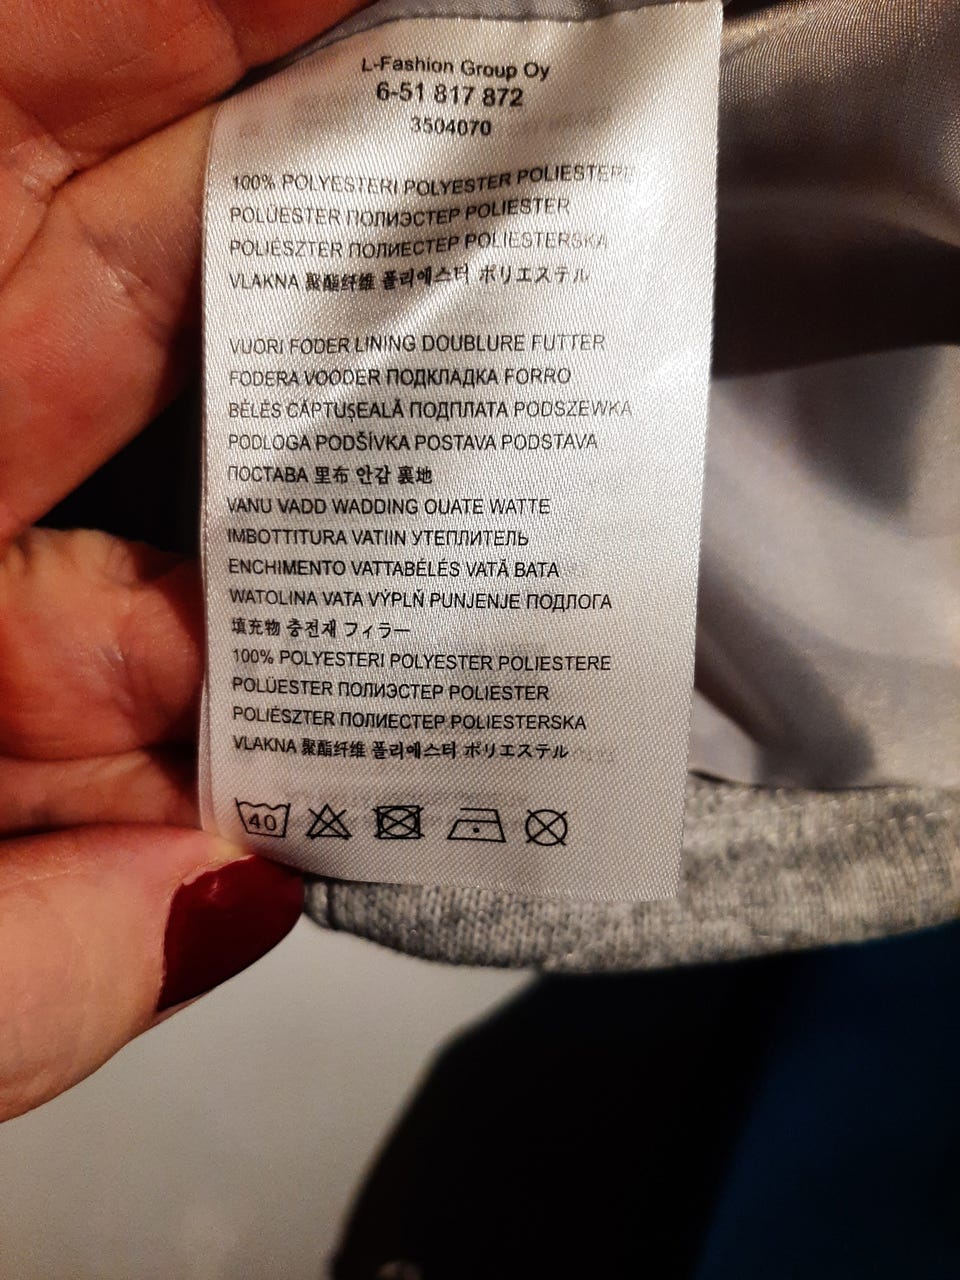 L-Fashion Group Oy
6-51 817 872
3504070
100% POLYESTERI POLYESTER POLIESTERE
POLÜESTER ПОЛИЭСТЕР POLIESTER
POLIÉSZTER ПОЛИЕСТЕР POLIESTERSKA
VLAKNA 聚酯纤维 폴리에스터 ポリエステル
VUORI FODER LINING DOUBLURE FUTTER
FODERA VOODER ПОДКЛАДКА FORRO
BÉLÉS CĂPTUȘEALĂ ПОДПЛАТА PODSZEWKA
PODLOGA PODŠÍVKA POSTAVA PODSTAVA
ПОСТАВА 里布 안감 裏地
VANU VADD WADDING OUATE WATTE
IMBOTTITURA VATIIN УТЕПЛИТЕЛЬ
ENCHIMENTO VATTABÉLÉS VATĂ ВАТА
WATOLINA VATA VÝPLŇ PUNJENJE ПОДЛОГА
填充物 충전재 フィラー
100% POLYESTERI POLYESTER POLIESTERE
POLÜESTER ПОЛИЭСТЕР POLIESTER
POLIÉSZTER ПОЛИЕСТЕР POLIESTERSKA
VLAKNA 聚酯纤维 폴리에스터 ポリエステル
40